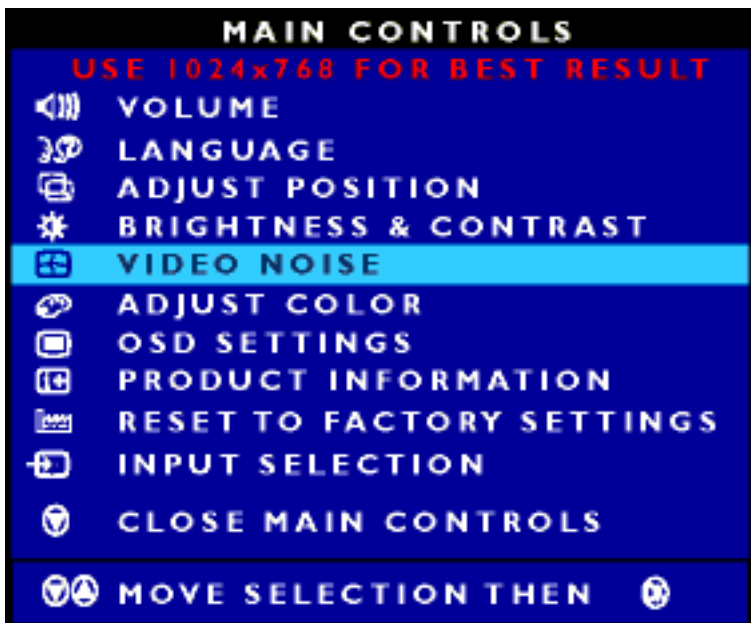 MAIN CONTROLS
USE 1024x768 FOR BEST RESULT
VOLUME
LANGUAGE
ADJUST POSITION
BRIGHTNESS & CONTRAST
VIDEO NOISE
ADJUST COLOR
OSD SETTINGS
PRODUCT INFORMATION
RESET TO FACTORY SETTINGS
INPUT SELECTION
CLOSE MAIN CONTROLS
MOVE SELECTION THEN